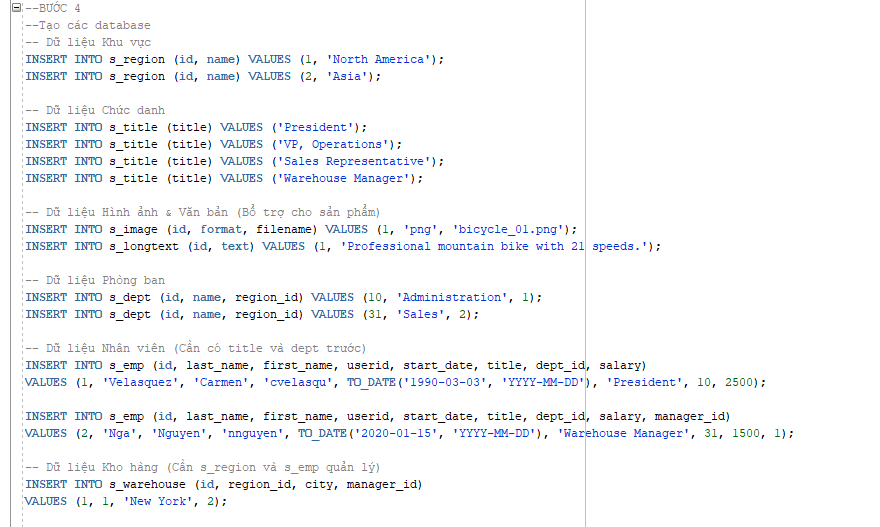 --BƯỚC 4
--Tạo các database
-- Dữ liệu Khu vực
INSERT INTO s_region (id, name) VALUES (1, 'North America');
INSERT INTO s_region (id, name) VALUES (2, 'Asia');
-- Dữ liệu Chức danh
INSERT INTO s_title (title) VALUES ('President');
INSERT INTO s_title (title) VALUES ('VP, Operations');
INSERT INTO s_title (title) VALUES ('Sales Representative');
INSERT INTO s_title (title) VALUES ('Warehouse Manager');
-- Dữ liệu Hình ảnh & Văn bản (Bổ trợ cho sản phẩm)
INSERT INTO s_image (id, format, filename) VALUES (1, 'png', 'bicycle_01.png');
INSERT INTO s_longtext (id, text) VALUES (1, 'Professional mountain bike with 21 speeds.');
-- Dữ liệu Phòng ban
INSERT INTO s_dept (id, name, region_id) VALUES (10, 'Administration', 1);
INSERT INTO s_dept (id, name, region_id) VALUES (31, 'Sales', 2);
-- Dữ liệu Nhân viên (Cần có title và dept trước)
INSERT INTO s_emp (id, last_name, first_name, userid, start_date, title, dept_id, salary)
VALUES (1, 'Velasquez', 'Carmen', 'cvelasqu', TO_DATE('1990-03-03', 'YYYY-MM-DD'), 'President', 10, 2500);
INSERT INTO s_emp (id, last_name, first_name, userid, start_date, title, dept_id, salary, manager_id)
VALUES (2, 'Nga', 'Nguyen', 'nnguyen', TO_DATE('2020-01-15', 'YYYY-MM-DD'), 'Warehouse Manager', 31, 1500, 1);
-- Dữ liệu Kho hàng (Cần s_region và s_emp quản lý)
INSERT INTO s_warehouse (id, region_id, city, manager_id)
VALUES (1, 1, 'New York', 2);